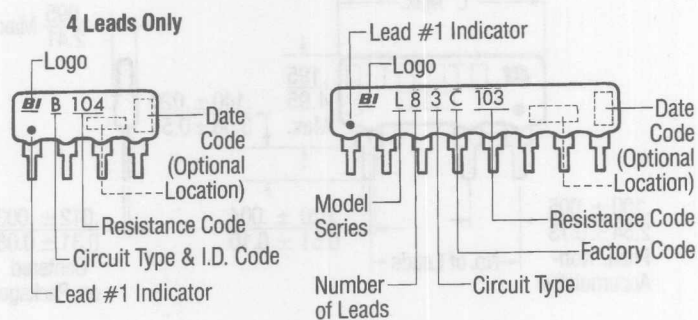 4 Leads Only
Logo
BI B 104
Date
Code
(Optional
Location)
Resistance Code
Circuit Type & I.D. Code
Lead #1 Indicator
Lead #1 Indicator
Logo
BI L 8 3 C 103
Date
Code
(Optional
Location)
Model
Series
Resistance Code
Factory Code
Number
of Leads
Circuit Type